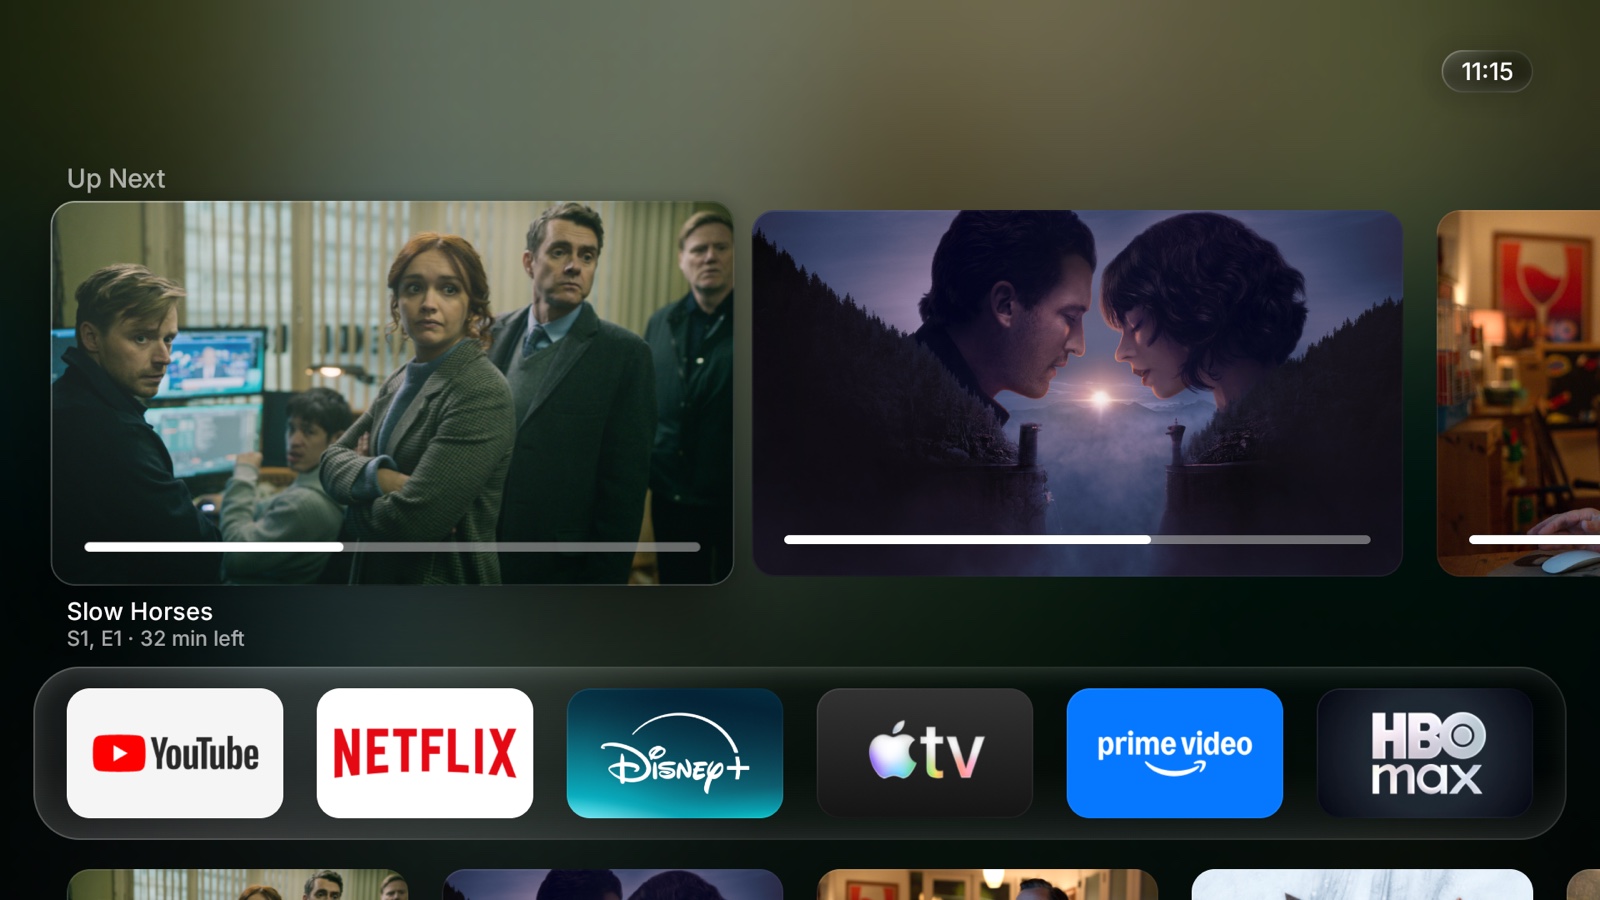 11:15
Up Next
Slow Horses
S1, E1 · 32 min left
YouTube
NETFLIX
Disney+
tv
prime video
HBO
max